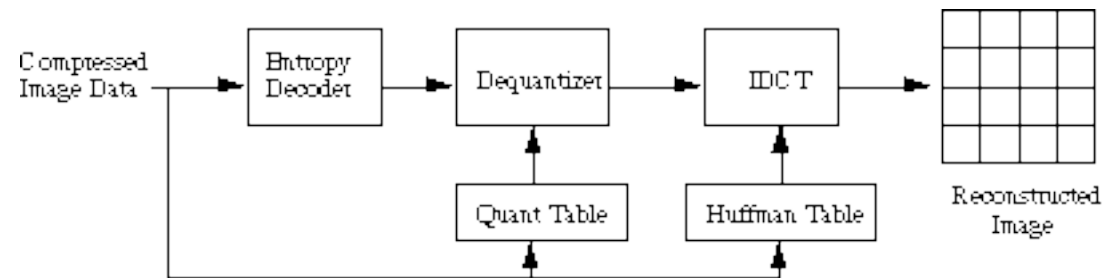 Compressed
Image Data
Entropy
Decoder
Dequantizer
IDCT
Quant Table
Huffman Table
Reconstructed
Image